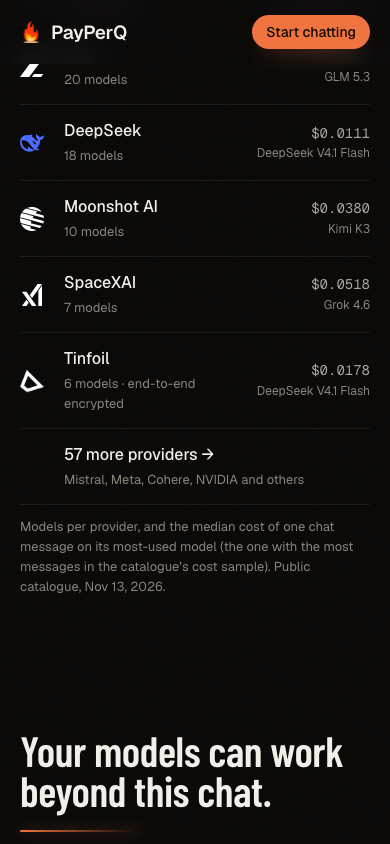 PayPerQ
Start chatting
20 models
GLM 5.3
DeepSeek
$0.0111
18 models
DeepSeek V4.1 Flash
Moonshot AI
$0.0380
10 models
Kimi K3
SpaceXAI
$0.0518
7 models
Grok 4.6
Tinfoil
$0.0178
6 models · end-to-end
encrypted
DeepSeek V4.1 Flash
57 more providers →
Mistral, Meta, Cohere, NVIDIA and others
Models per provider, and the median cost of one chat
message on its most-used model (the one with the most
messages in the catalogue's cost sample). Public
catalogue, Nov 13, 2026.
Your models can work
beyond this chat.